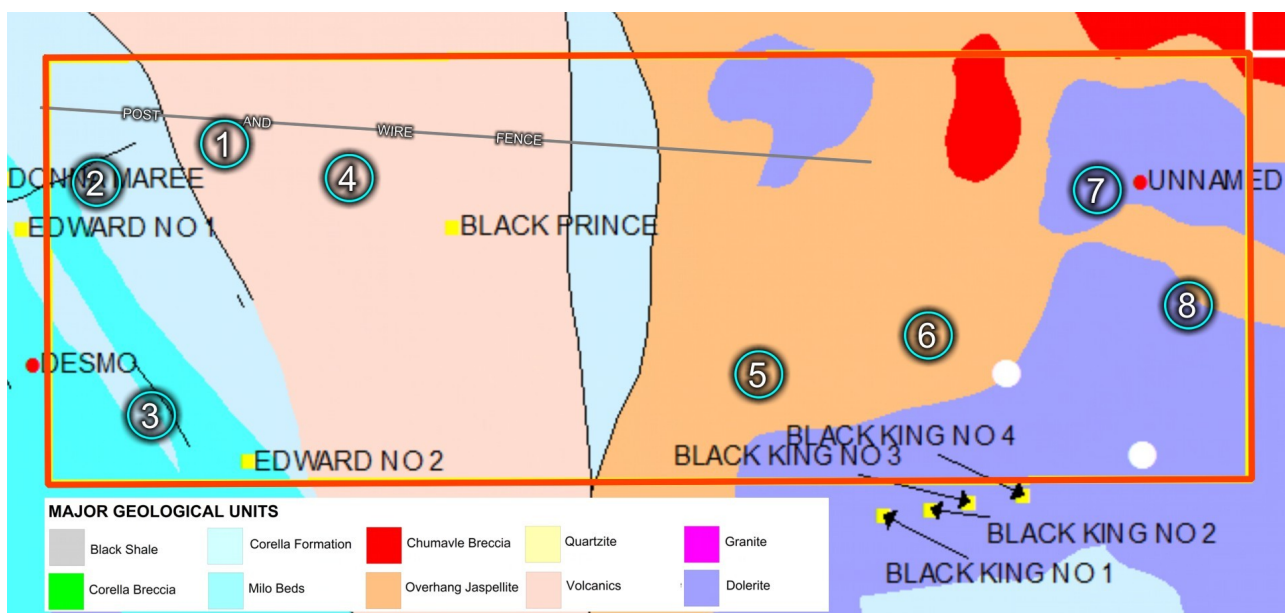 POST AND WIRE FENCE
1
2
4
DONNA MAREE
7
UNNAMED
EDWARD NO 1
BLACK PRINCE
8
6
DESMO
5
3
BLACK KING NO 4
EDWARD NO 2
BLACK KING NO 3
BLACK KING NO 2
BLACK KING NO 1
MAJOR GEOLOGICAL UNITS
Black Shale
Corella Formation
Chumavle Breccia
Quartzite
Granite
Corella Breccia
Milo Beds
Overhang Jaspellite
Volcanics
Dolerite